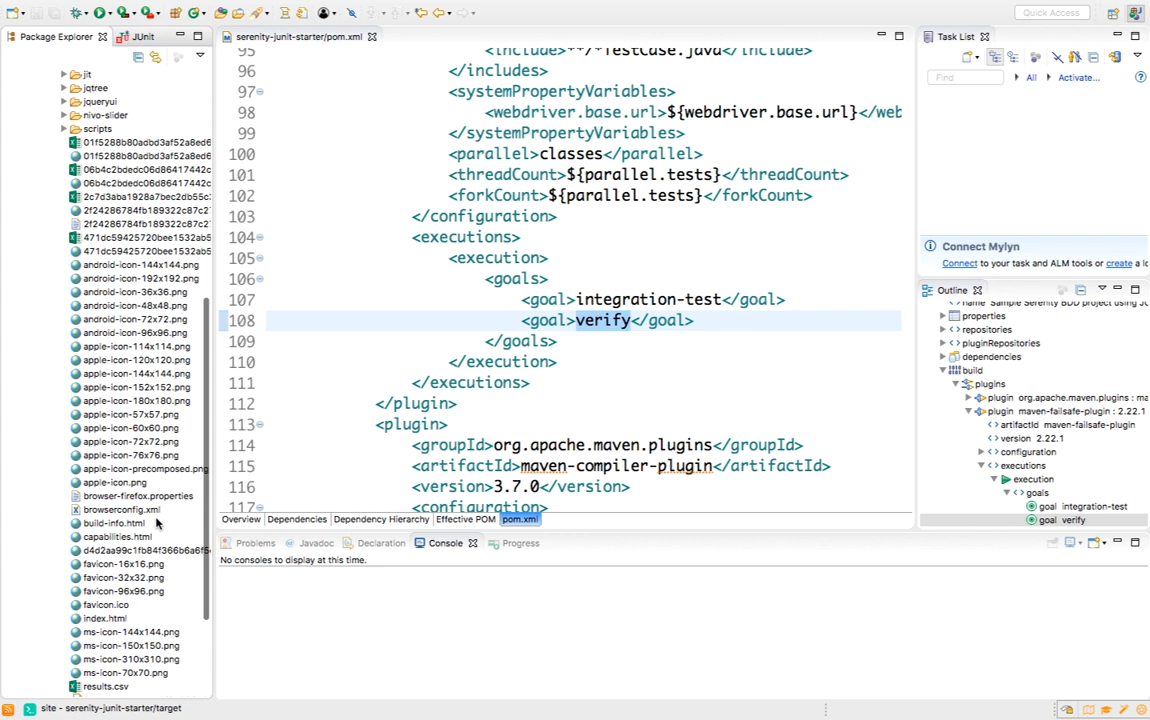 Quick Access
Package Explorer
JUnit
jit
jqtree
jqueryui
nivo-slider
scripts
01f5288b80adbd3af52a8ed6
01f5288b80adbd3af52a8ed6
06b4c2bdedc06d86417442c
06b4c2bdedc06d86417442c
2c7d3aba1928a7bec2db55c
2f24286784fb189322c87c2
2f24286784fb189322c87c2
471dc59425720bee1532ab5
471dc59425720bee1532ab5
android-icon-144x144.png
android-icon-192x192.png
android-icon-36x36.png
android-icon-48x48.png
android-icon-72x72.png
android-icon-96x96.png
apple-icon-114x114.png
apple-icon-120x120.png
apple-icon-144x144.png
apple-icon-152x152.png
apple-icon-180x180.png
apple-icon-57x57.png
apple-icon-60x60.png
apple-icon-72x72.png
apple-icon-76x76.png
apple-icon-precomposed.png
apple-icon.png
browser-firefox.properties
browserconfig.xml
build-info.html
capabilities.html
d4d2aa99c1fb84f366b6a6f5
favicon-16x16.png
favicon-32x32.png
favicon-96x96.png
favicon.ico
index.html
ms-icon-144x144.png
ms-icon-150x150.png
ms-icon-310x310.png
ms-icon-70x70.png
results.csv
serenity-junit-starter/pom.xml
95 <include>**/*TestCase.java</include>
96 </includes>
97 <systemPropertyVariables>
98 <webdriver.base.url>${webdriver.base.url}</web
99 </systemPropertyVariables>
100 <parallel>classes</parallel>
101 <threadCount>${parallel.tests}</threadCount>
102 <forkCount>${parallel.tests}</forkCount>
103 </configuration>
104 <executions>
105 <execution>
106 <goals>
107 <goal>integration-test</goal>
108 <goal>verify</goal>
109 </goals>
110 </execution>
111 </executions>
112 </plugin>
113 <plugin>
114 <groupId>org.apache.maven.plugins</groupId>
115 <artifactId>maven-compiler-plugin</artifactId>
116 <version>3.7.0</version>
117 <configuration>
Overview Dependencies Dependency Hierarchy Effective POM pom.xml
Problems Javadoc Declaration Console Progress
No consoles to display at this time.
Task List
Find All Activate...
Connect Mylyn
Connect to your task and ALM tools or create a lo
Outline
name Sample Serenity BDD project using J
properties
repositories
pluginRepositories
dependencies
build
plugins
plugin org.apache.maven.plugins : ma
plugin maven-failsafe-plugin : 2.22.1
artifactId maven-failsafe-plugin
version 2.22.1
configuration
executions
execution
goals
goal integration-test
goal verify
site - serenity-junit-starter/target